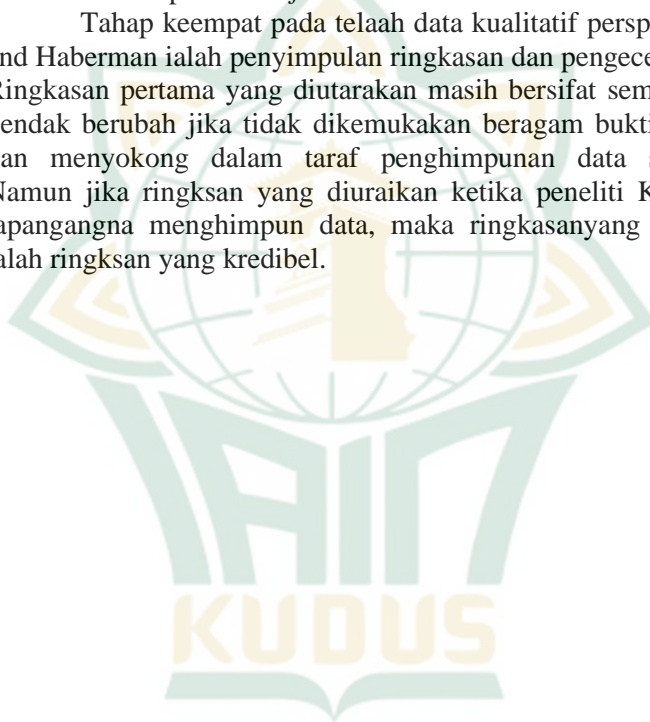 Tahap keempat pada telaah data kualitatif persp
nd Haberman ialah penyimpulan ringkasan dan pengece
Ringkasan pertama yang diutarakan masih bersifat sem
endak berubah jika tidak dikemukakan beragam bukti
an menyokong dalam taraf penghimpunan data s
Namun jika ringksan yang diuraikan ketika peneliti K
apangangna menghimpun data, maka ringkasanyang
alah ringksan yang kredibel.
IAIN
KUDUS